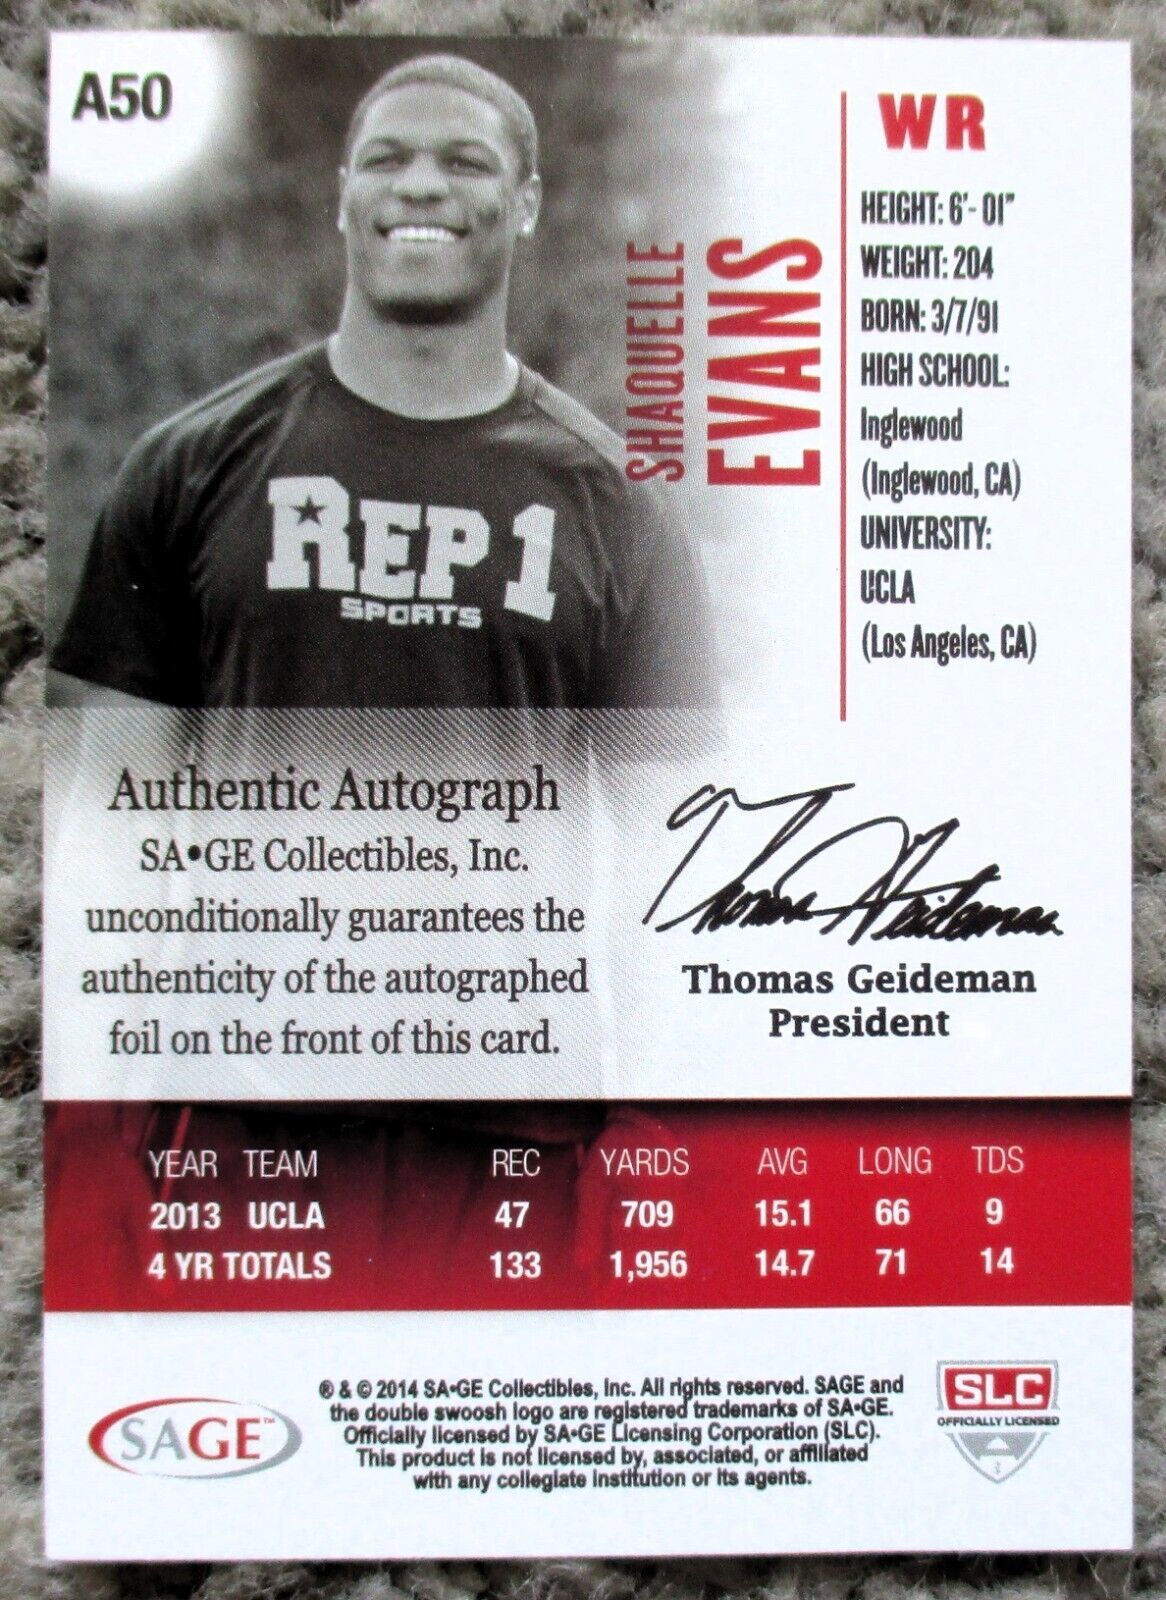 A50
WR
HEIGHT: 6'- 01"
WEIGHT: 204
BORN: 3/7/91
HIGH SCHOOL:
Inglewood
(Inglewood, CA)
UNIVERSITY:
UCLA
(Los Angeles, CA)
SHAQUELLE
EVANS
REP 1
SPORTS
Authentic Autograph
SA•GE Collectibles, Inc.
unconditionally guarantees the
authenticity of the autographed
foil on the front of this card.
Thomas Geideman
Thomas Geideman
President
YEAR TEAM REC YARDS AVG LONG TDS
2013 UCLA 47 709 15.1 66 9
4 YR TOTALS 133 1,956 14.7 71 14
SAGE™
® & © 2014 SA•GE Collectibles, Inc. All rights reserved. SAGE and
the double swoosh logo are registered trademarks of SA•GE.
Officially licensed by SA•GE Licensing Corporation (SLC).
This product is not licensed by, associated, or affiliated
with any collegiate institution or its agents.
SLC
OFFICIALLY LICENSED